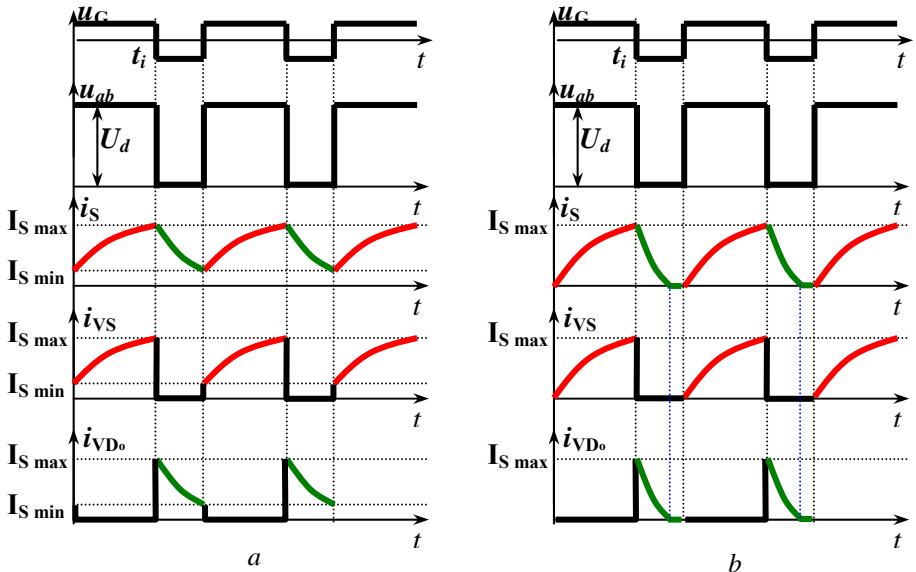 u_G
t_i
t
u_ab
U_d
t
i_S
I_S max
I_S min
t
i_VS
I_S max
I_S min
t
i_VDo
I_S max
I_S min
t
a
u_G
t_i
t
u_ab
U_d
t
i_S
I_S max
t
i_VS
I_S max
t
i_VDo
I_S max
t
b